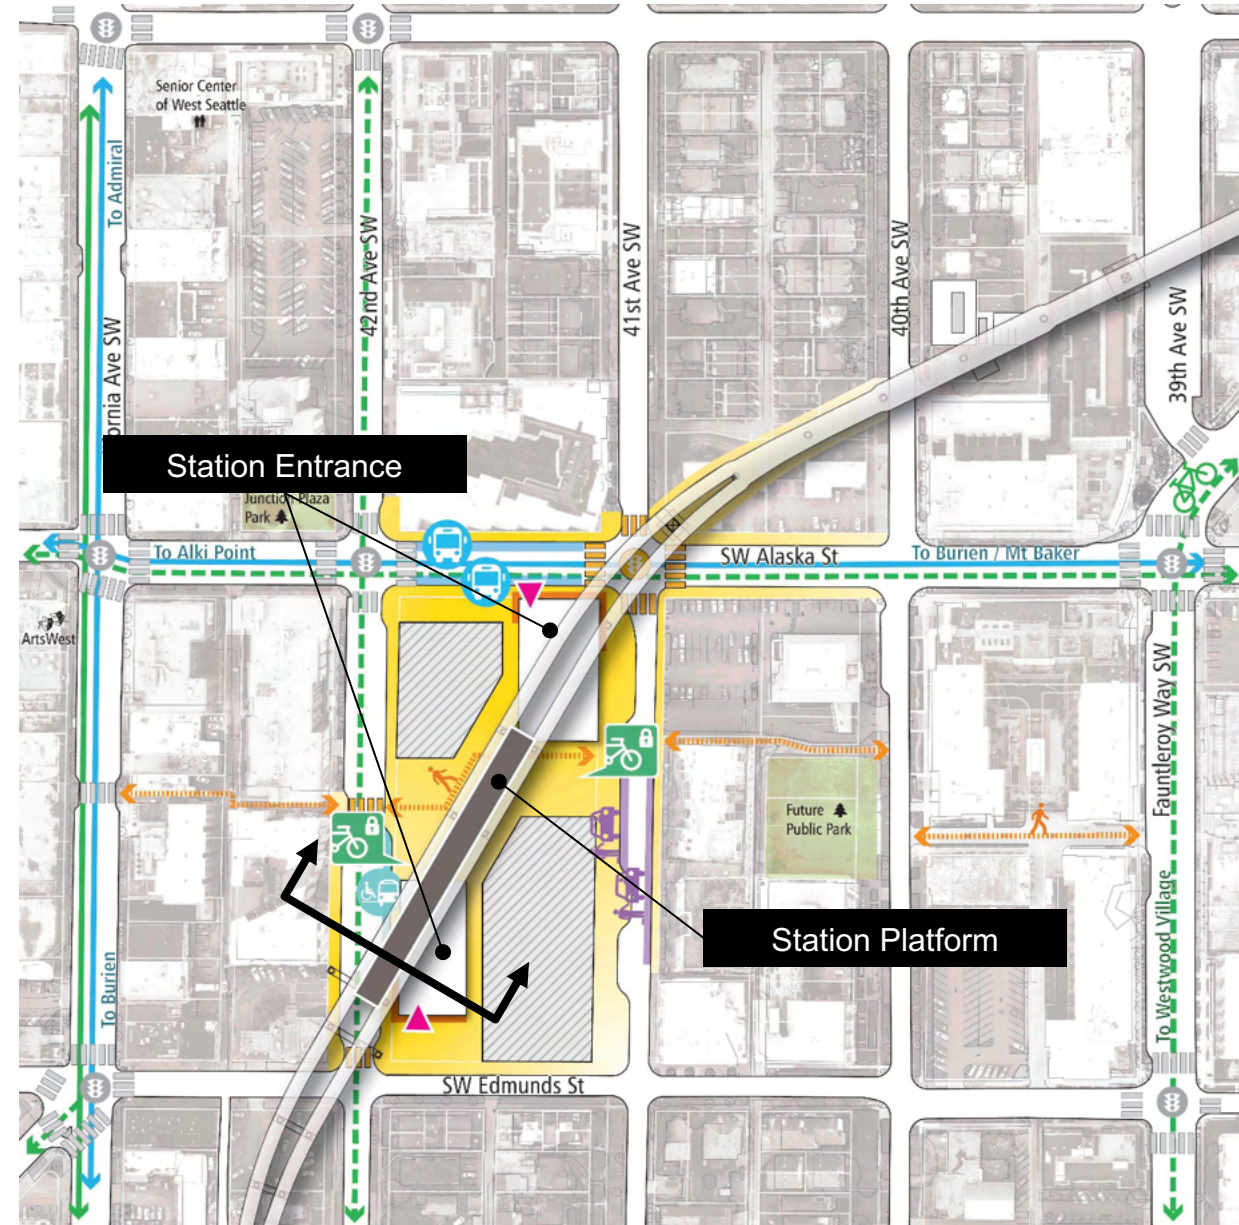 Senior Center
of West Seattle
To Admiral
42nd Ave SW
41st Ave SW
40th Ave SW
39th Ave SW
ornia Ave SW
Station Entrance
Junction Plaza
Park
To Alki Point
SW Alaska St
To Burien / Mt Baker
ArtsWest
Fauntleroy Way SW
Future
Public Park
Station Platform
To Burien
To Westwood Village
SW Edmunds St